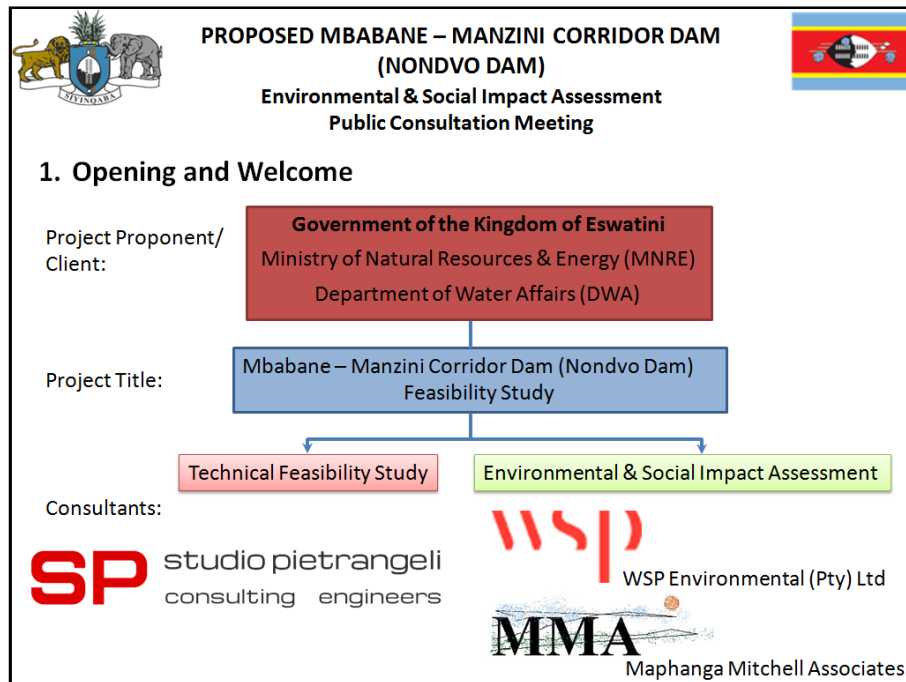 PROPOSED MBABANE – MANZINI CORRIDOR DAM
(NONDVO DAM)
Environmental & Social Impact Assessment
Public Consultation Meeting
SIYINQABA
1. Opening and Welcome
Project Proponent/
Client:
Government of the Kingdom of Eswatini
Ministry of Natural Resources & Energy (MNRE)
Department of Water Affairs (DWA)
Project Title:
Mbabane – Manzini Corridor Dam (Nondvo Dam)
Feasibility Study
Technical Feasibility Study
Environmental & Social Impact Assessment
Consultants:
SP studio pietrangeli
consulting engineers
wsp
WSP Environmental (Pty) Ltd
MMA
Maphanga Mitchell Associates